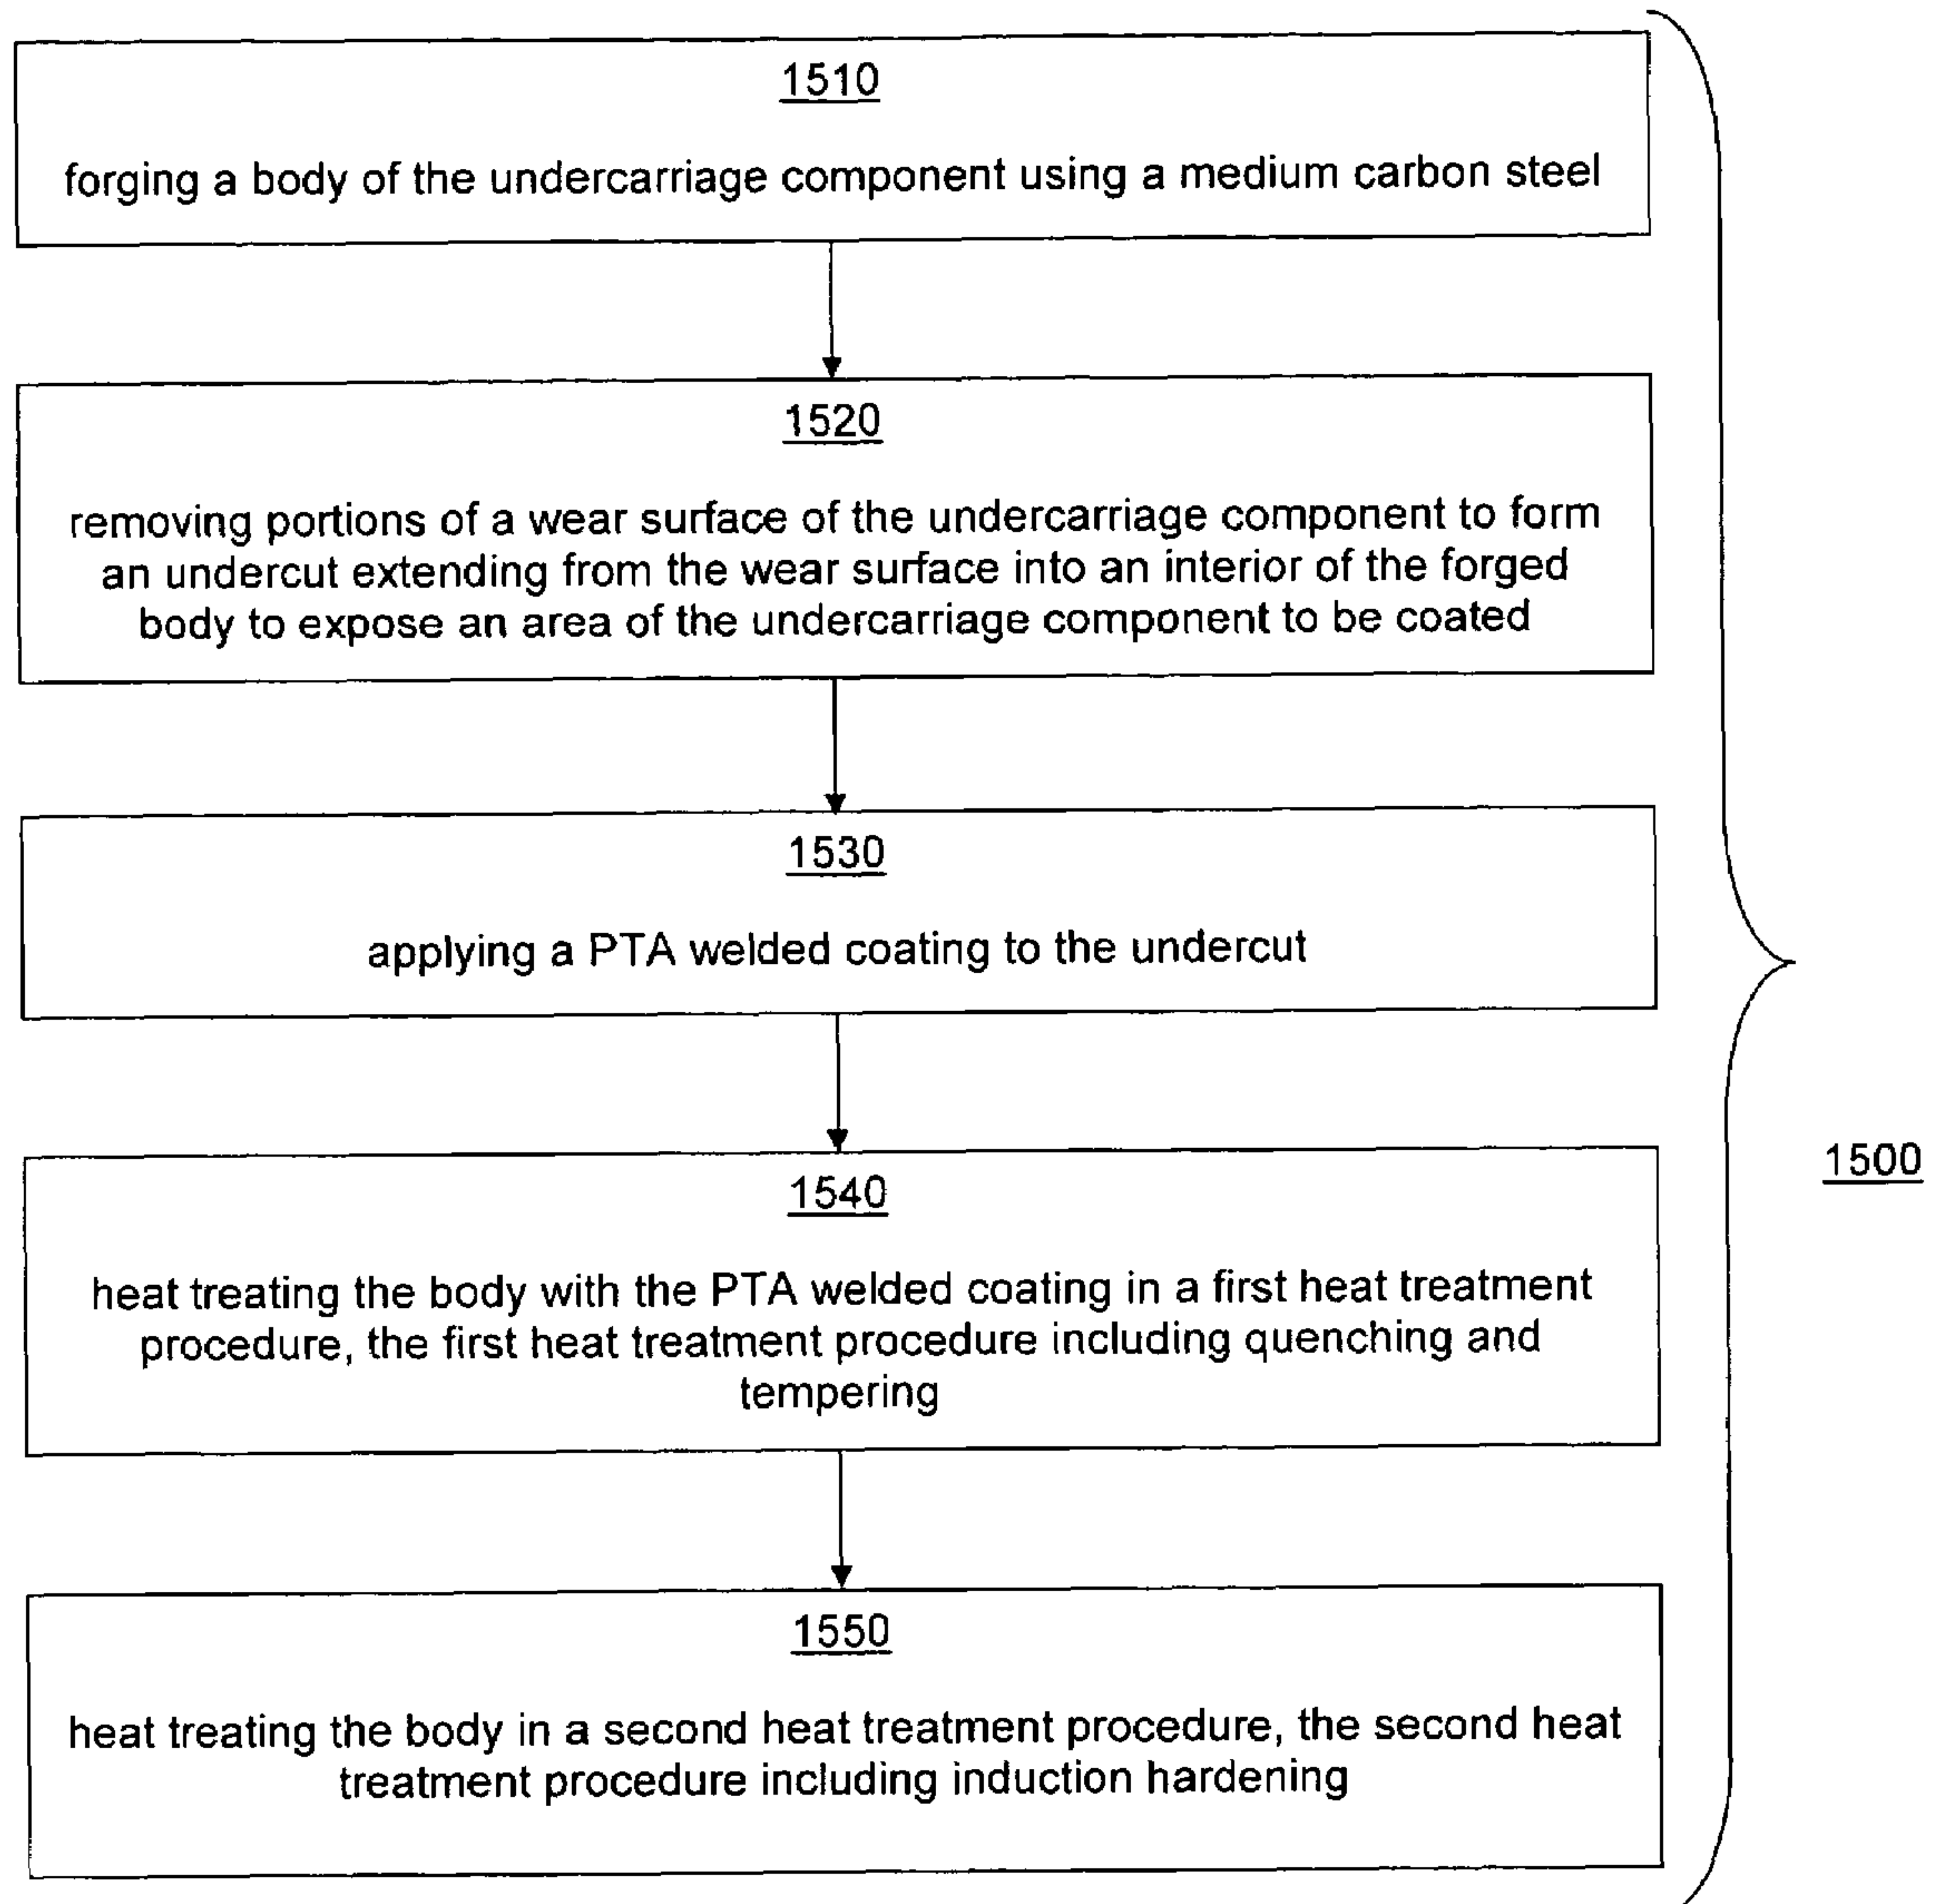 1510
forging a body of the undercarriage component using a medium carbon steel
1520
removing portions of a wear surface of the undercarriage component to form
an undercut extending from the wear surface into an interior of the forged
body to expose an area of the undercarriage component to be coated
1530
applying a PTA welded coating to the undercut
1540
heat treating the body with the PTA welded coating in a first heat treatment
procedure, the first heat treatment procedure including quenching and
tempering
1500
1550
heat treating the body in a second heat treatment procedure, the second heat
treatment procedure including induction hardening